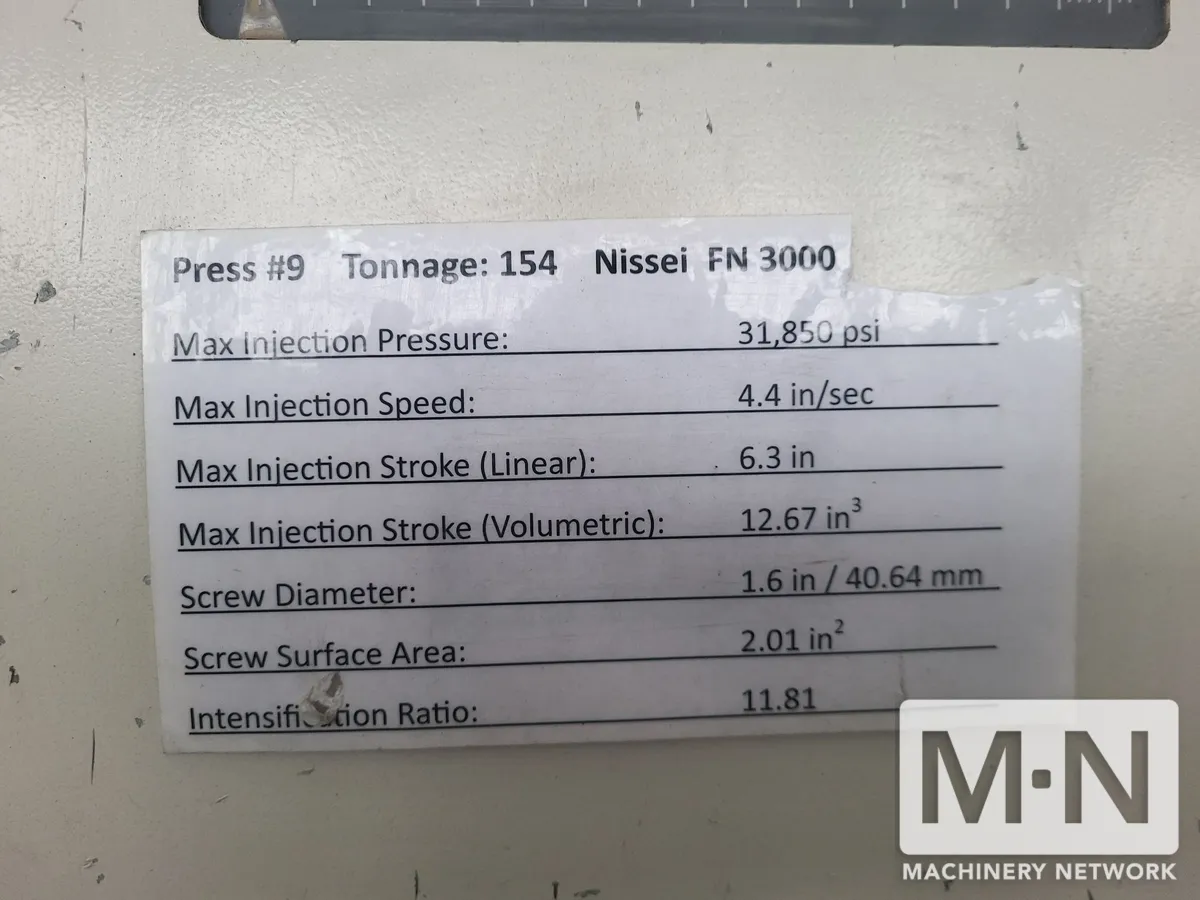 Press #9 Tonnage: 154 Nissei FN 3000
Max Injection Pressure: 31,850 psi
Max Injection Speed: 4.4 in/sec
Max Injection Stroke (Linear): 6.3 in
Max Injection Stroke (Volumetric): 12.67 in³
Screw Diameter: 1.6 in / 40.64 mm
Screw Surface Area: 2.01 in²
Intensification Ratio: 11.81
M·N
MACHINERY NETWORK